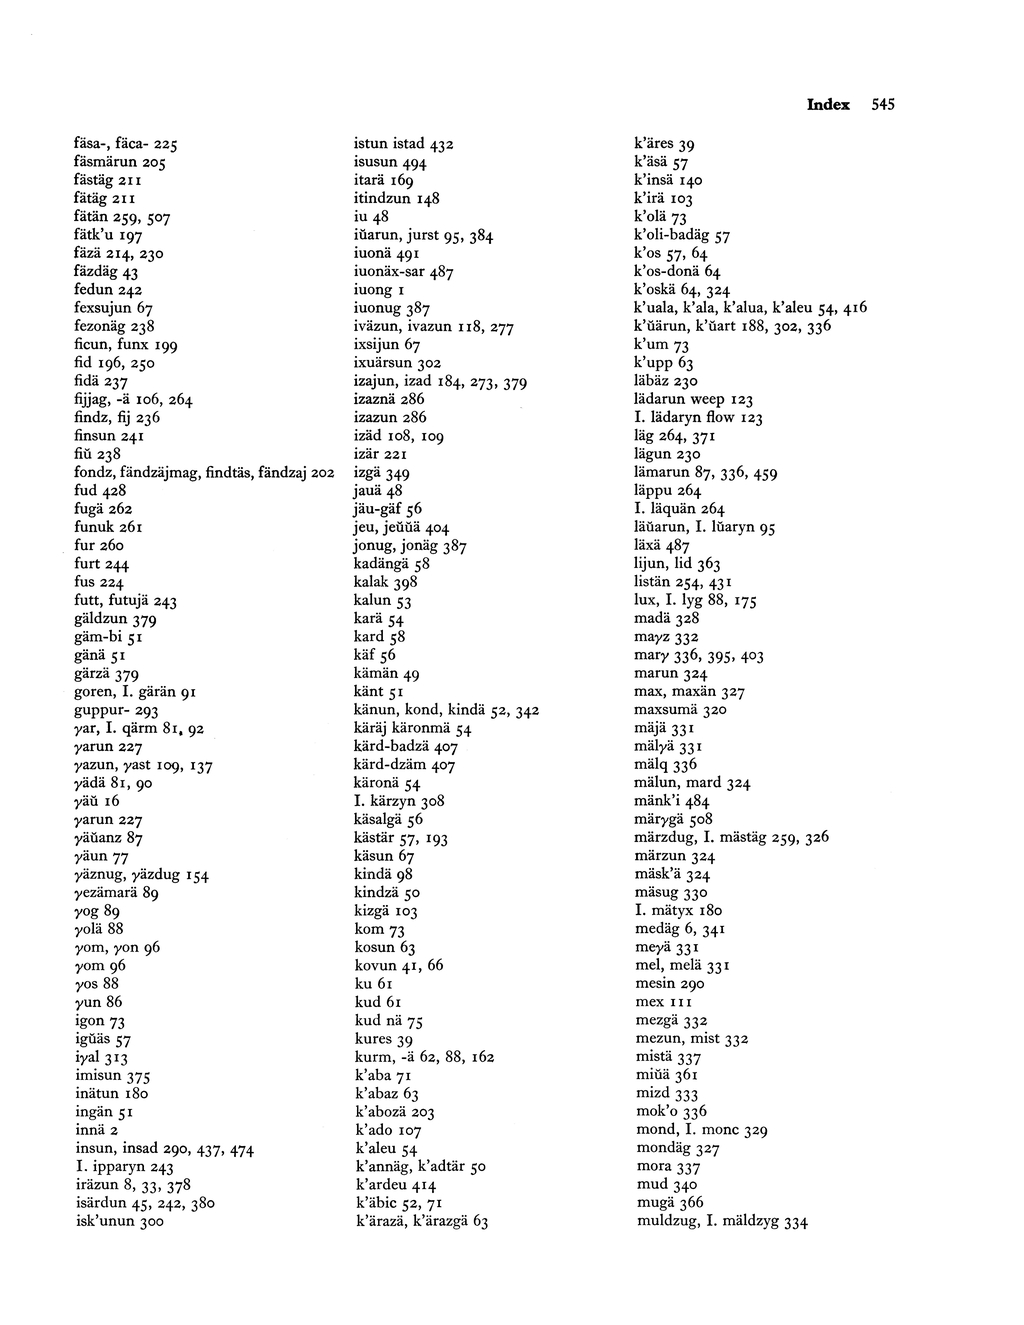 Index 545
fäsa-, fäca- 225
fäsmärun 205
fästäg 211
fätäg 211
fätän 259, 507
fätk’u 197
fäzä 214, 230
fäzdäg 43
fedun 242
fexsujun 67
fezonäg 238
ficun, funx 199
fid 196, 250
fidä 237
fijjag, -ä 106, 264
findz, fij 236
finsun 241
fiŭ 238
fondz, fändzäjmag, findtäs, fändzaj 202
fud 428
fugä 262
funuk 261
fur 260
furt 244
fus 224
futt, futujä 243
gäldzun 379
gäm-bi 51
gänä 51
gärzä 379
goren, I. gärän 91
guppur- 293
γar, I. qärm 81, 92
γarun 227
γazun, γast 109, 137
γädä 81, 90
γäŭ 16
γarun 227
γäŭanz 87
γäun 77
γäznug, γäzdug 154
γezämarä 89
γog 89
γolä 88
γom, γon 96
γom 96
γos 88
γun 86
igon 73
igŭäs 57
iγal 313
imisun 375
inätun 180
ingän 51
innä 2
insun, insad 290, 437, 474
I. ipparyn 243
iräzun 8, 33, 378
isärdun 45, 242, 380
isk’unun 300
istun istad 432
isusun 494
itarä 169
itindzun 148
iu 48
iŭarun, jurst 95, 384
iuonä 491
iuonäx-sar 487
iuong 1
iuonug 387
iväzun, ivazun 118, 277
ixsijun 67
ixuärsun 302
izajun, izad 184, 273, 379
izaznä 286
izazun 286
izäd 108, 109
izär 221
izgä 349
jauä 48
jäu-gäf 56
jeu, jeŭŭä 404
jonug, jonäg 387
kadängä 58
kalak 398
kalun 53
karä 54
kard 58
käf 56
kämän 49
känt 51
känun, kond, kindä 52, 342
käräj käronmä 54
kärd-badzä 407
kärd-dzäm 407
käronä 54
I. kärzyn 308
käsalgä 56
kästär 57, 193
käsun 67
kindä 98
kindzä 50
kizgä 103
kom 73
kosun 63
kovun 41, 66
ku 61
kud 61
kud nä 75
kures 39
kurm, -ä 62, 88, 162
k’aba 71
k’abaz 63
k’abozä 203
k’ado 107
k’aleu 54
k’annäg, k’adtär 50
k’ardeu 414
k’äbic 52, 71
k’ärazä, k’ärazgä 63
k’äres 39
k’äsä 57
k’insä 140
k’irä 103
k’olä 73
k’oli-badäg 57
k’os 57, 64
k’os-donä 64
k’oskä 64, 324
k’uala, k’ala, k’alua, k’aleu 54, 416
k’ŭärun, k’ŭart 188, 302, 336
k’um 73
k’upp 63
läbäz 230
lädarun weep 123
I. lädaryn flow 123
läg 264, 371
lägun 230
lämarun 87, 336, 459
läppu 264
I. läquän 264
läŭarun, I. lŭaryn 95
läxä 487
lijun, lid 363
listän 254, 431
lux, I. lyg 88, 175
madä 328
mayz 332
marγ 336, 395, 403
marun 324
max, maxän 327
maxsumä 320
mäjä 331
mälγä 331
mälq 336
mälun, mard 324
mänk’i 484
märγgä 508
märzdug, I. mästäg 259, 326
märzun 324
mäsk’ä 324
mäsug 330
I. mätyx 180
medäg 6, 341
meγä 331
mel, melä 331
mesin 290
mex 111
mezgä 332
mezun, mist 332
mistä 337
miŭä 361
mizd 333
mok’o 336
mond, I. monc 329
mondäg 327
mora 337
mud 340
mugä 366
muldzug, I. mäldzyg 334